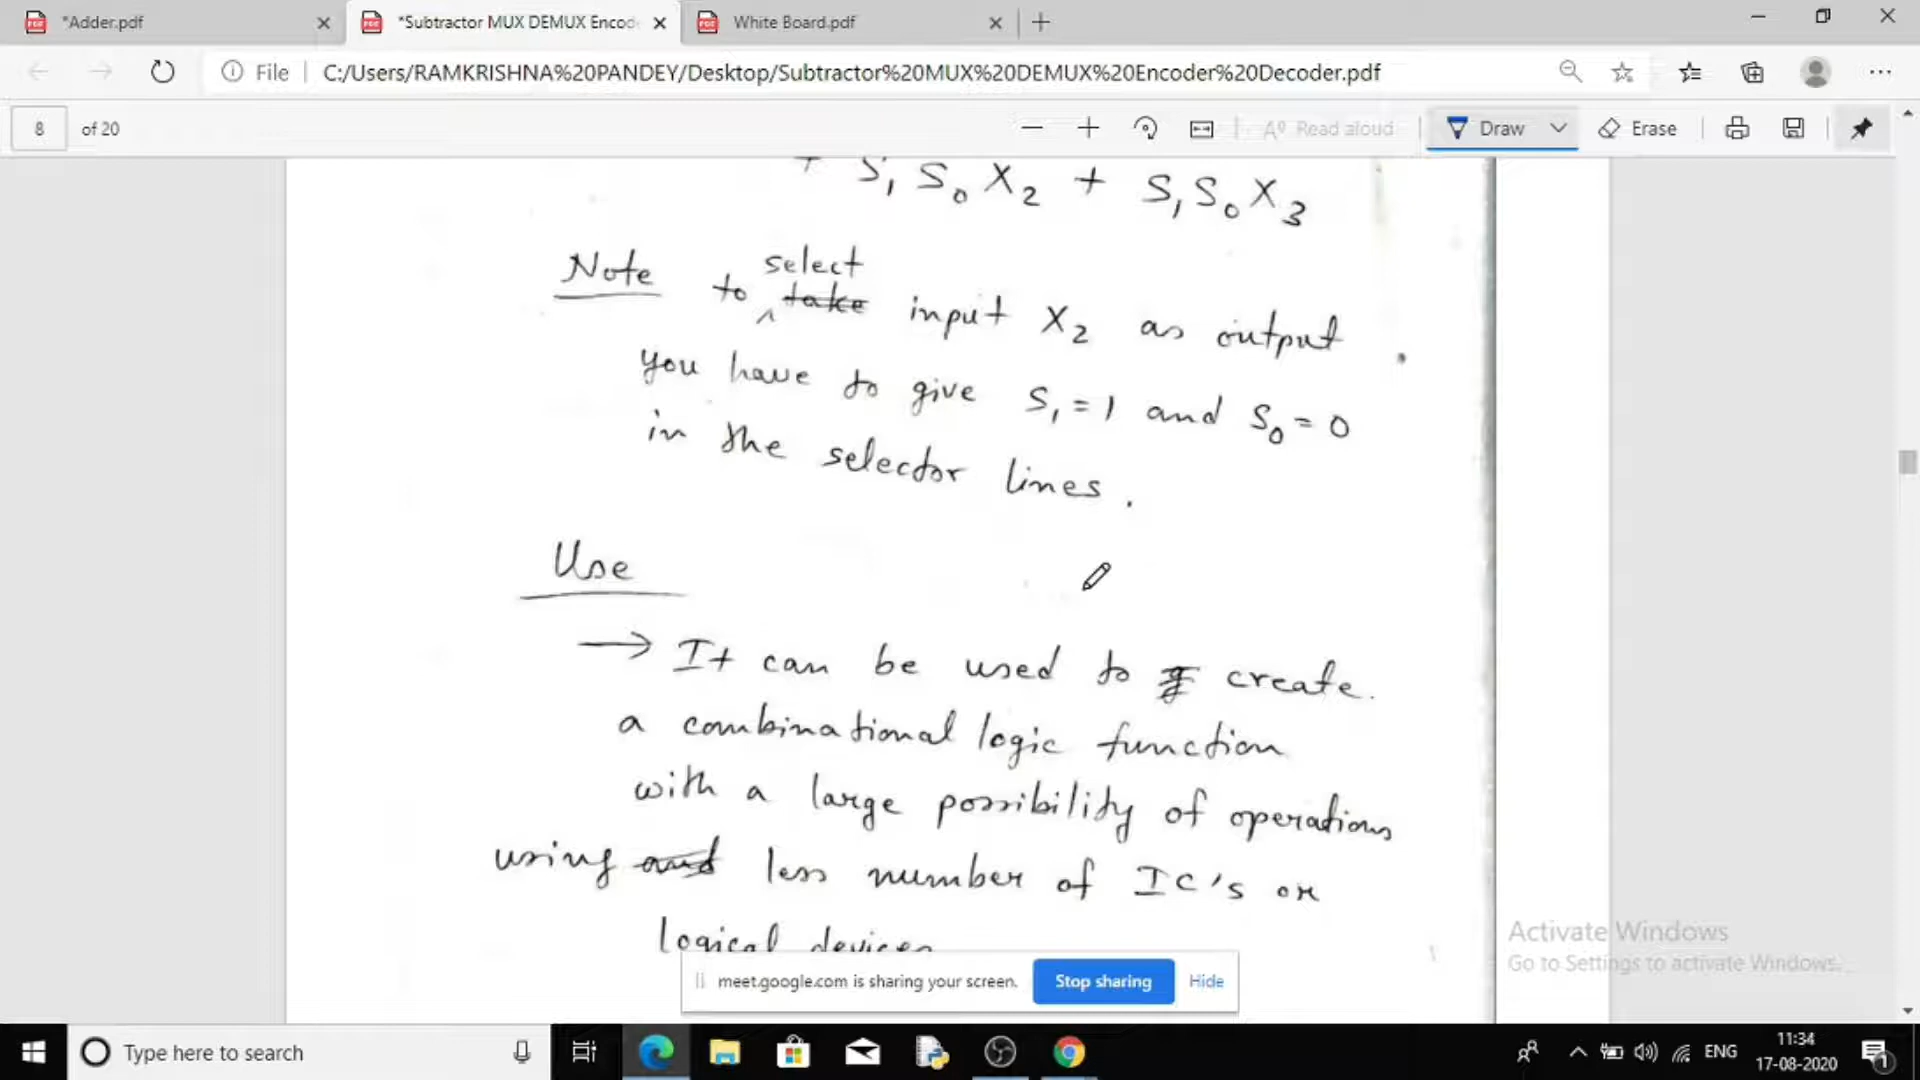 *Adder.pdf
*Subtractor MUX DEMUX Encod
White Board.pdf
File
C:/Users/RAMKRISHNA%20PANDEY/Desktop/Subtractor%20MUX%20DEMUX%20Encoder%20Decoder.pdf
8 of 20
Read aloud
Draw
Erase
+ S₁ S₀ X₂ + S₁ S₀ X₃
Note to select take input X₂ as output
you have to give S₁ = 1 and S₀ = 0
in the selector lines.
Use
→ It can be used to create
a combinational logic function
with a large possibility of operations
using and less number of IC's or
logical devices
meet.google.com is sharing your screen. Stop sharing Hide
Activate Windows
Go to Settings to activate Windows.
Type here to search
ENG
11:34
17-08-2020
1